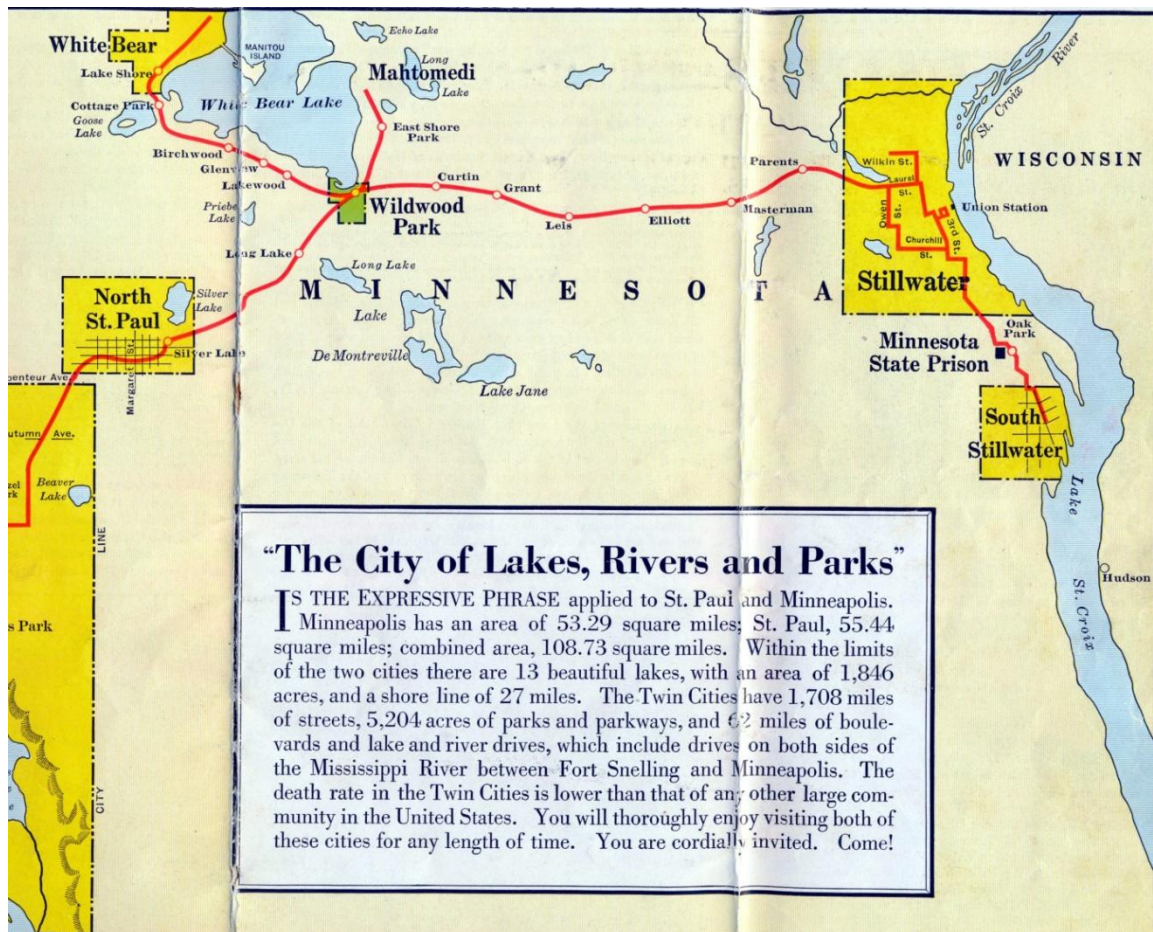 White Bear
Lake Shore
Cottage Park
Goose
Lake
MANITOU
ISLAND
White Bear Lake
Echo Lake
Long
Lake
Mahtomedi
East Shore
Park
Birchwood
Glenview
Lakewood
Priebe
Lake
Long Lake
Wildwood
Park
Curtin
Grant
Leis
Elliott
Masterman
Parents
Wilkin St.
Laurel
St.
Owen
St.
Churchill
St.
3rd St.
Union Station
Stillwater
River
St. Croix
WISCONSIN
MINNESOTA
Long Lake
Lake
De Montreville
Lake Jane
North
St. Paul
Silver
Lake
Silver Lake
Margaret St.
penteur Ave.
utumn Ave.
zel
rk
Beaver
Lake
LINE
CITY
s Park
Minnesota
State Prison
Oak
Park
South
Stillwater
Lake
St. Croix
Hudson
"The City of Lakes, Rivers and Parks"
IS THE EXPRESSIVE PHRASE applied to St. Paul and Minneapolis.
Minneapolis has an area of 53.29 square miles; St. Paul, 55.44
square miles; combined area, 108.73 square miles. Within the limits
of the two cities there are 13 beautiful lakes, with an area of 1,846
acres, and a shore line of 27 miles. The Twin Cities have 1,708 miles
of streets, 5,204 acres of parks and parkways, and 62 miles of boule-
vards and lake and river drives, which include drives on both sides of
the Mississippi River between Fort Snelling and Minneapolis. The
death rate in the Twin Cities is lower than that of any other large com-
munity in the United States. You will thoroughly enjoy visiting both of
these cities for any length of time. You are cordially invited. Come!